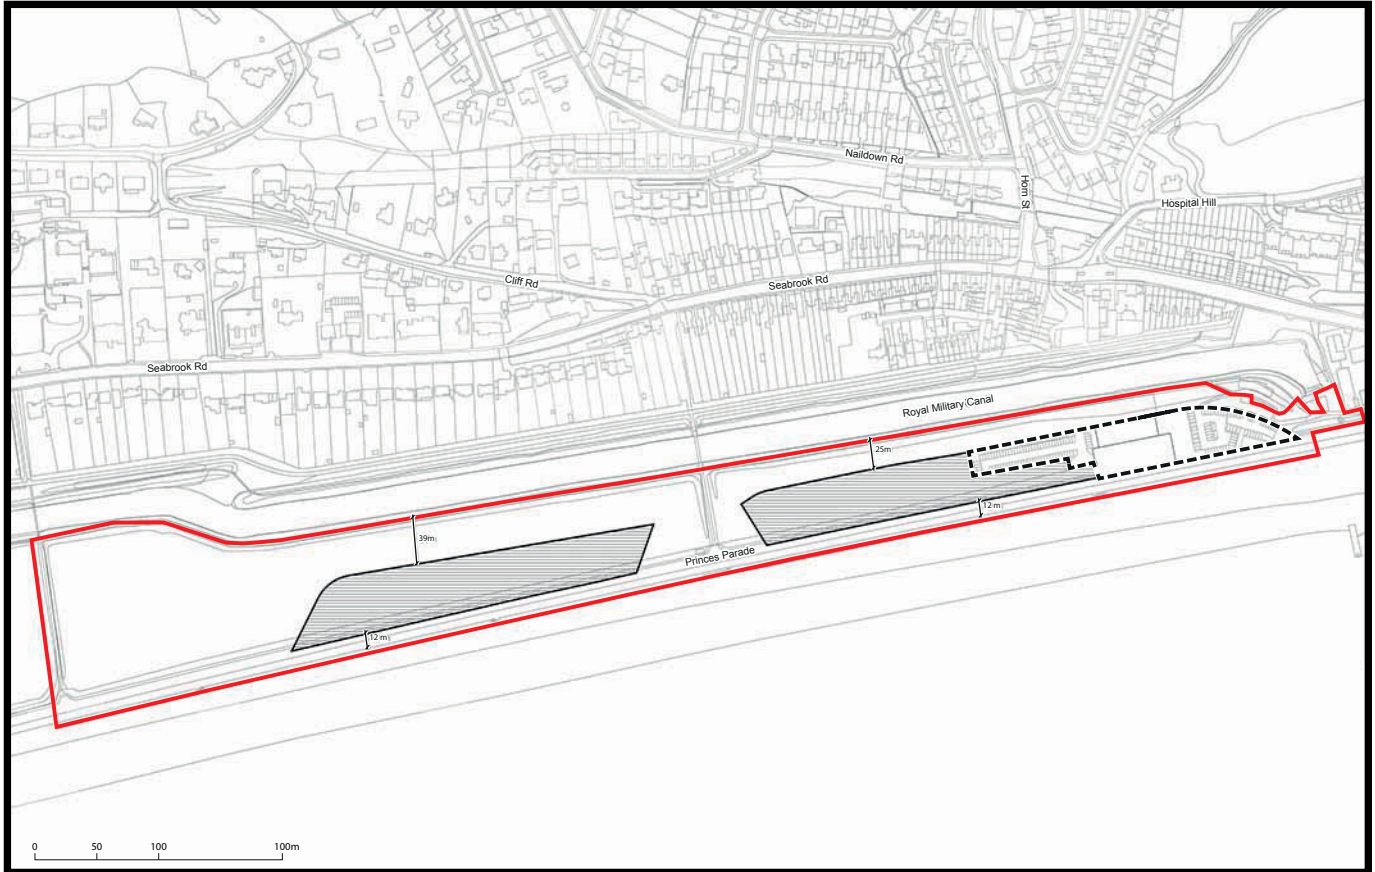 Naildown Rd
Horn St
Hospital Hill
Cliff Rd
Seabrook Rd
Seabrook Rd
Royal Military Canal
25m
12 m
39m
Princes Parade
12 m
0 50 100 100m